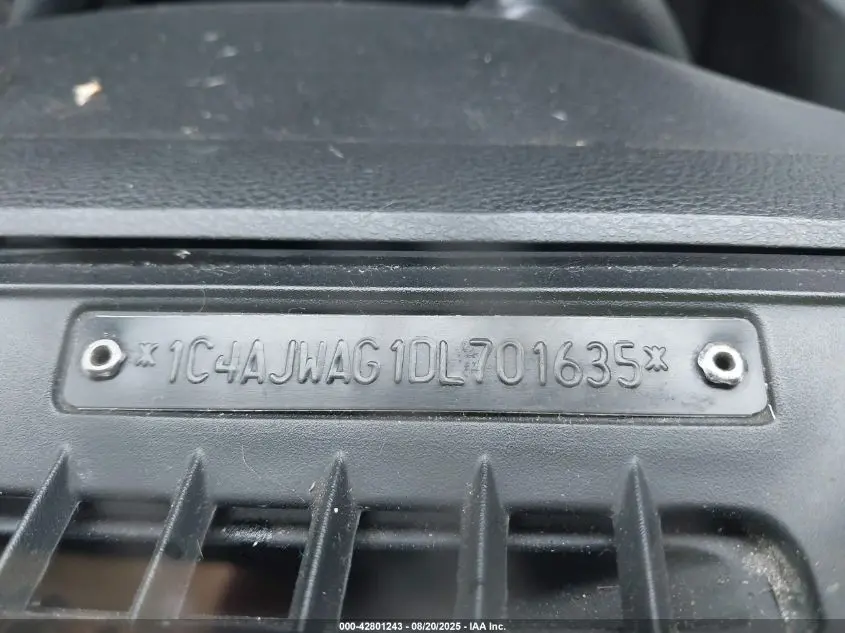 *1C4AJWAG1DL701635*
000-42801243 - 08/20/2025 - IAA Inc.